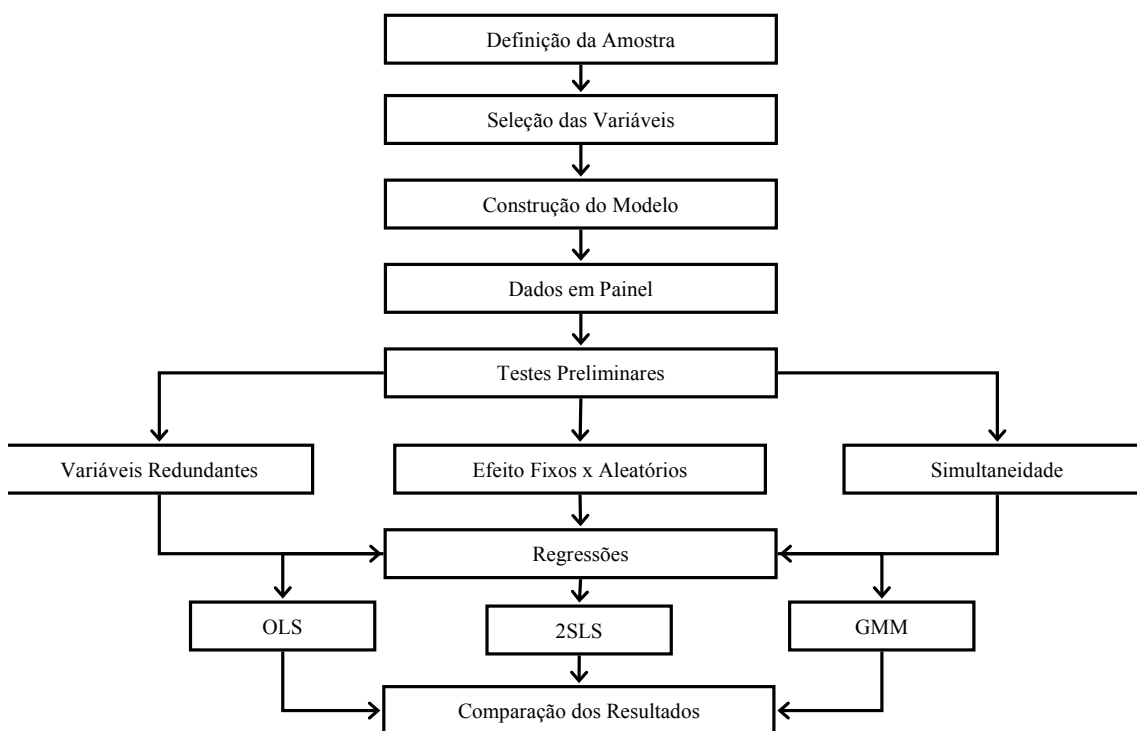 Definição da Amostra
Seleção das Variáveis
Construção do Modelo
Dados em Painel
Testes Preliminares
Variáveis Redundantes
Efeito Fixos x Aleatórios
Simultaneidade
Regressões
OLS
2SLS
GMM
Comparação dos Resultados